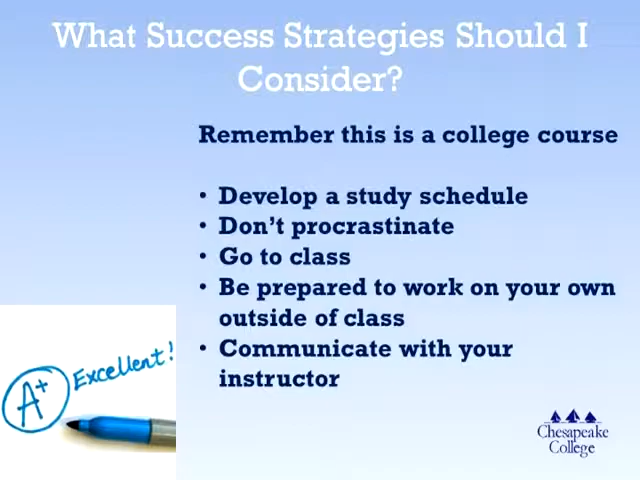 What Success Strategies Should I
Consider?
Remember this is a college course
• Develop a study schedule
• Don't procrastinate
• Go to class
• Be prepared to work on your own
outside of class
• Communicate with your
instructor
A+ Excellent!
Chesapeake
College